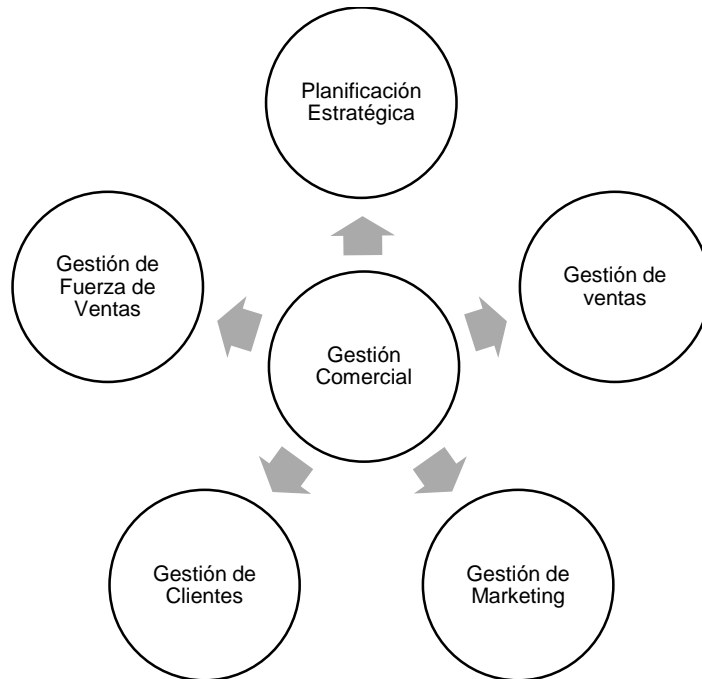 Planificación
Estratégica
Gestión de
Fuerza de
Ventas
Gestión de
ventas
Gestión
Comercial
Gestión de
Clientes
Gestión de
Marketing